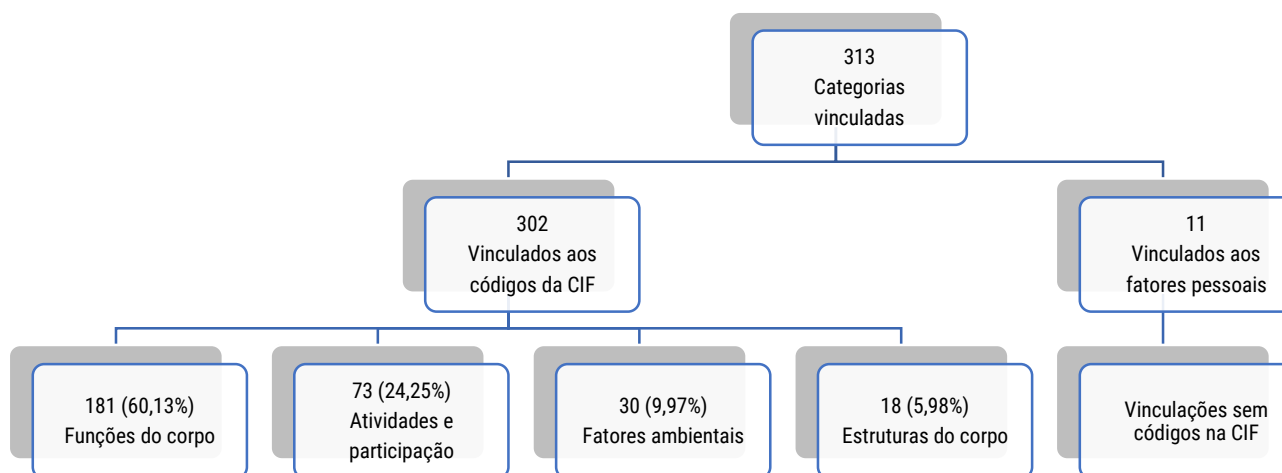 313
Categorias
vinculadas
302
Vinculados aos
códigos da CIF
11
Vinculados aos
fatores pessoais
181 (60,13%)
Funções do corpo
73 (24,25%)
Atividades e
participação
30 (9,97%)
Fatores ambientais
18 (5,98%)
Estruturas do corpo
Vinculações sem
códigos na CIF